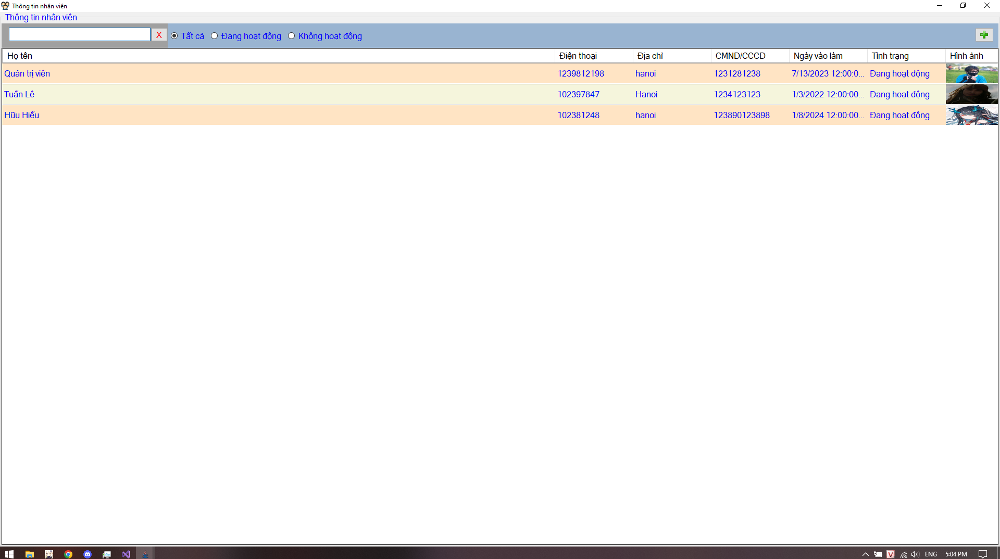 Thông tin nhân viên
Thông tin nhân viên
X Tất cả Đang hoạt động Không hoạt động
Họ tên Điện thoại Địa chỉ CMND/CCCD Ngày vào làm Tình trạng Hình ảnh
Quản trị viên 1239812198 hanoi 1231281238 7/13/2023 12:00:0... Đang hoạt động
Tuấn Lê 102397847 Hanoi 1234123123 1/3/2022 12:00:00... Đang hoạt động
Hữu Hiếu 102381248 hanoi 123890123898 1/8/2024 12:00:00... Đang hoạt động
V ENG 5:04 PM